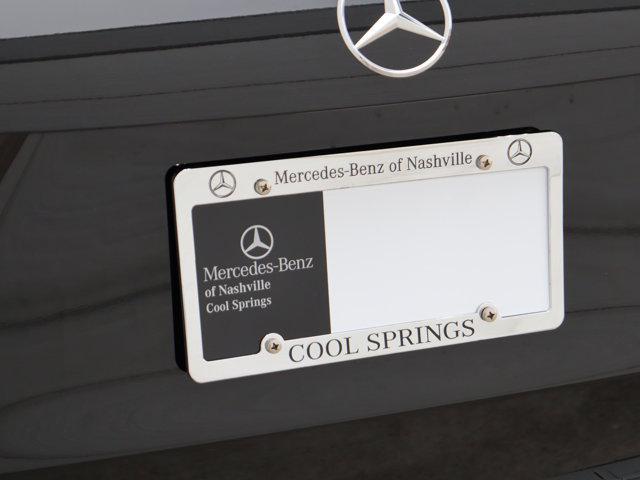 Mercedes-Benz of Nashville
Mercedes-Benz
of Nashville
Cool Springs
COOL SPRINGS